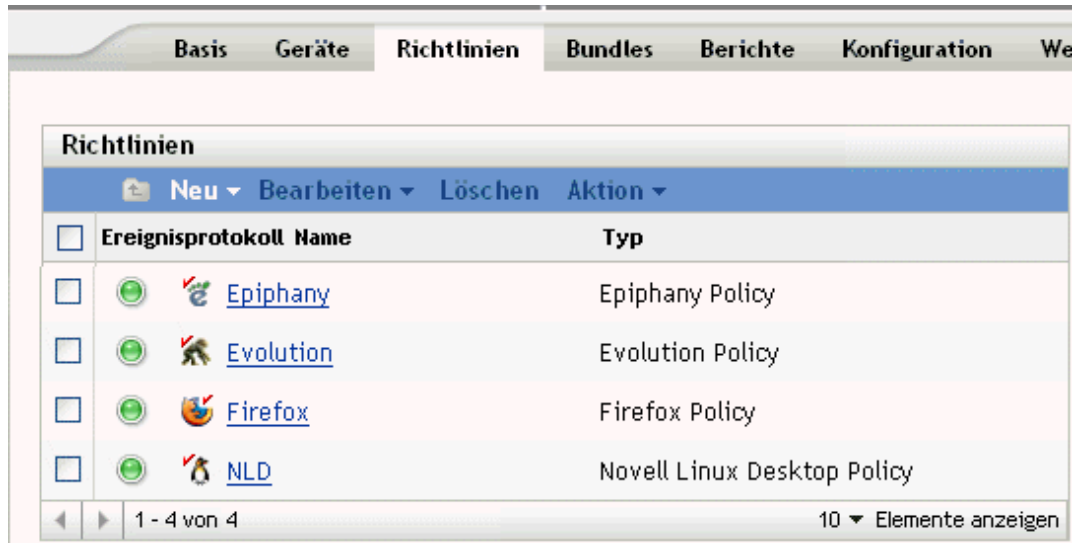 Basis Geräte Richtlinien Bundles Berichte Konfiguration We
Richtlinien
Neu Bearbeiten Löschen Aktion
Ereignisprotokoll Name Typ
Epiphany Epiphany Policy
Evolution Evolution Policy
Firefox Firefox Policy
NLD Novell Linux Desktop Policy
1 - 4 von 4 10 Elemente anzeigen